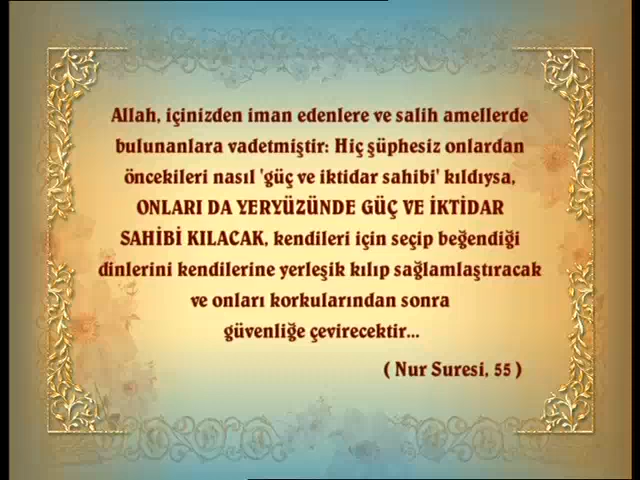 Allah, içinizden iman edenlere ve salih amellerde
bulunanlara vadetmiştir: Hiç şüphesiz onlardan
öncekileri nasıl 'güç ve iktidar sahibi' kıldıysa,
ONLARI DA YERYÜZÜNDE GÜÇ VE İKTİDAR
SAHİBİ KILACAK, kendileri için seçip beğendiği
dinlerini kendilerine yerleşik kılıp sağlamlaştıracak
ve onları korkularından sonra
güvenliğe çevirecektir...
( Nur Suresi, 55 )